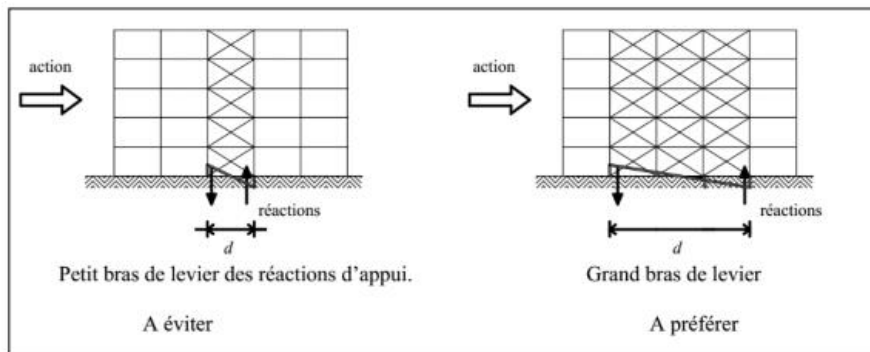 action
réactions
d
Petit bras de levier des réactions d'appui.
A éviter
action
réactions
d
Grand bras de levier
A préférer